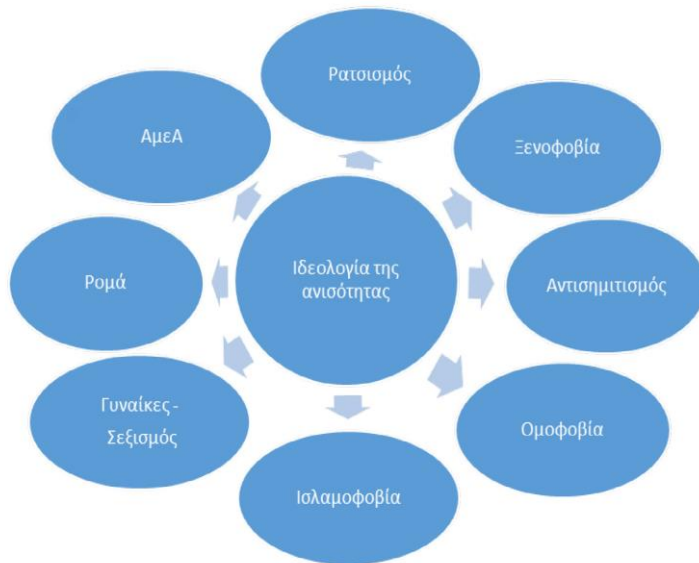 Ρατσισμός
ΑμεΑ
Ξενοφοβία
Ρομά
Ιδεολογία της
ανισότητας
Αντισημιτισμός
Γυναίκες -
Σεξισμός
Ομοφοβία
Ισλαμοφοβία